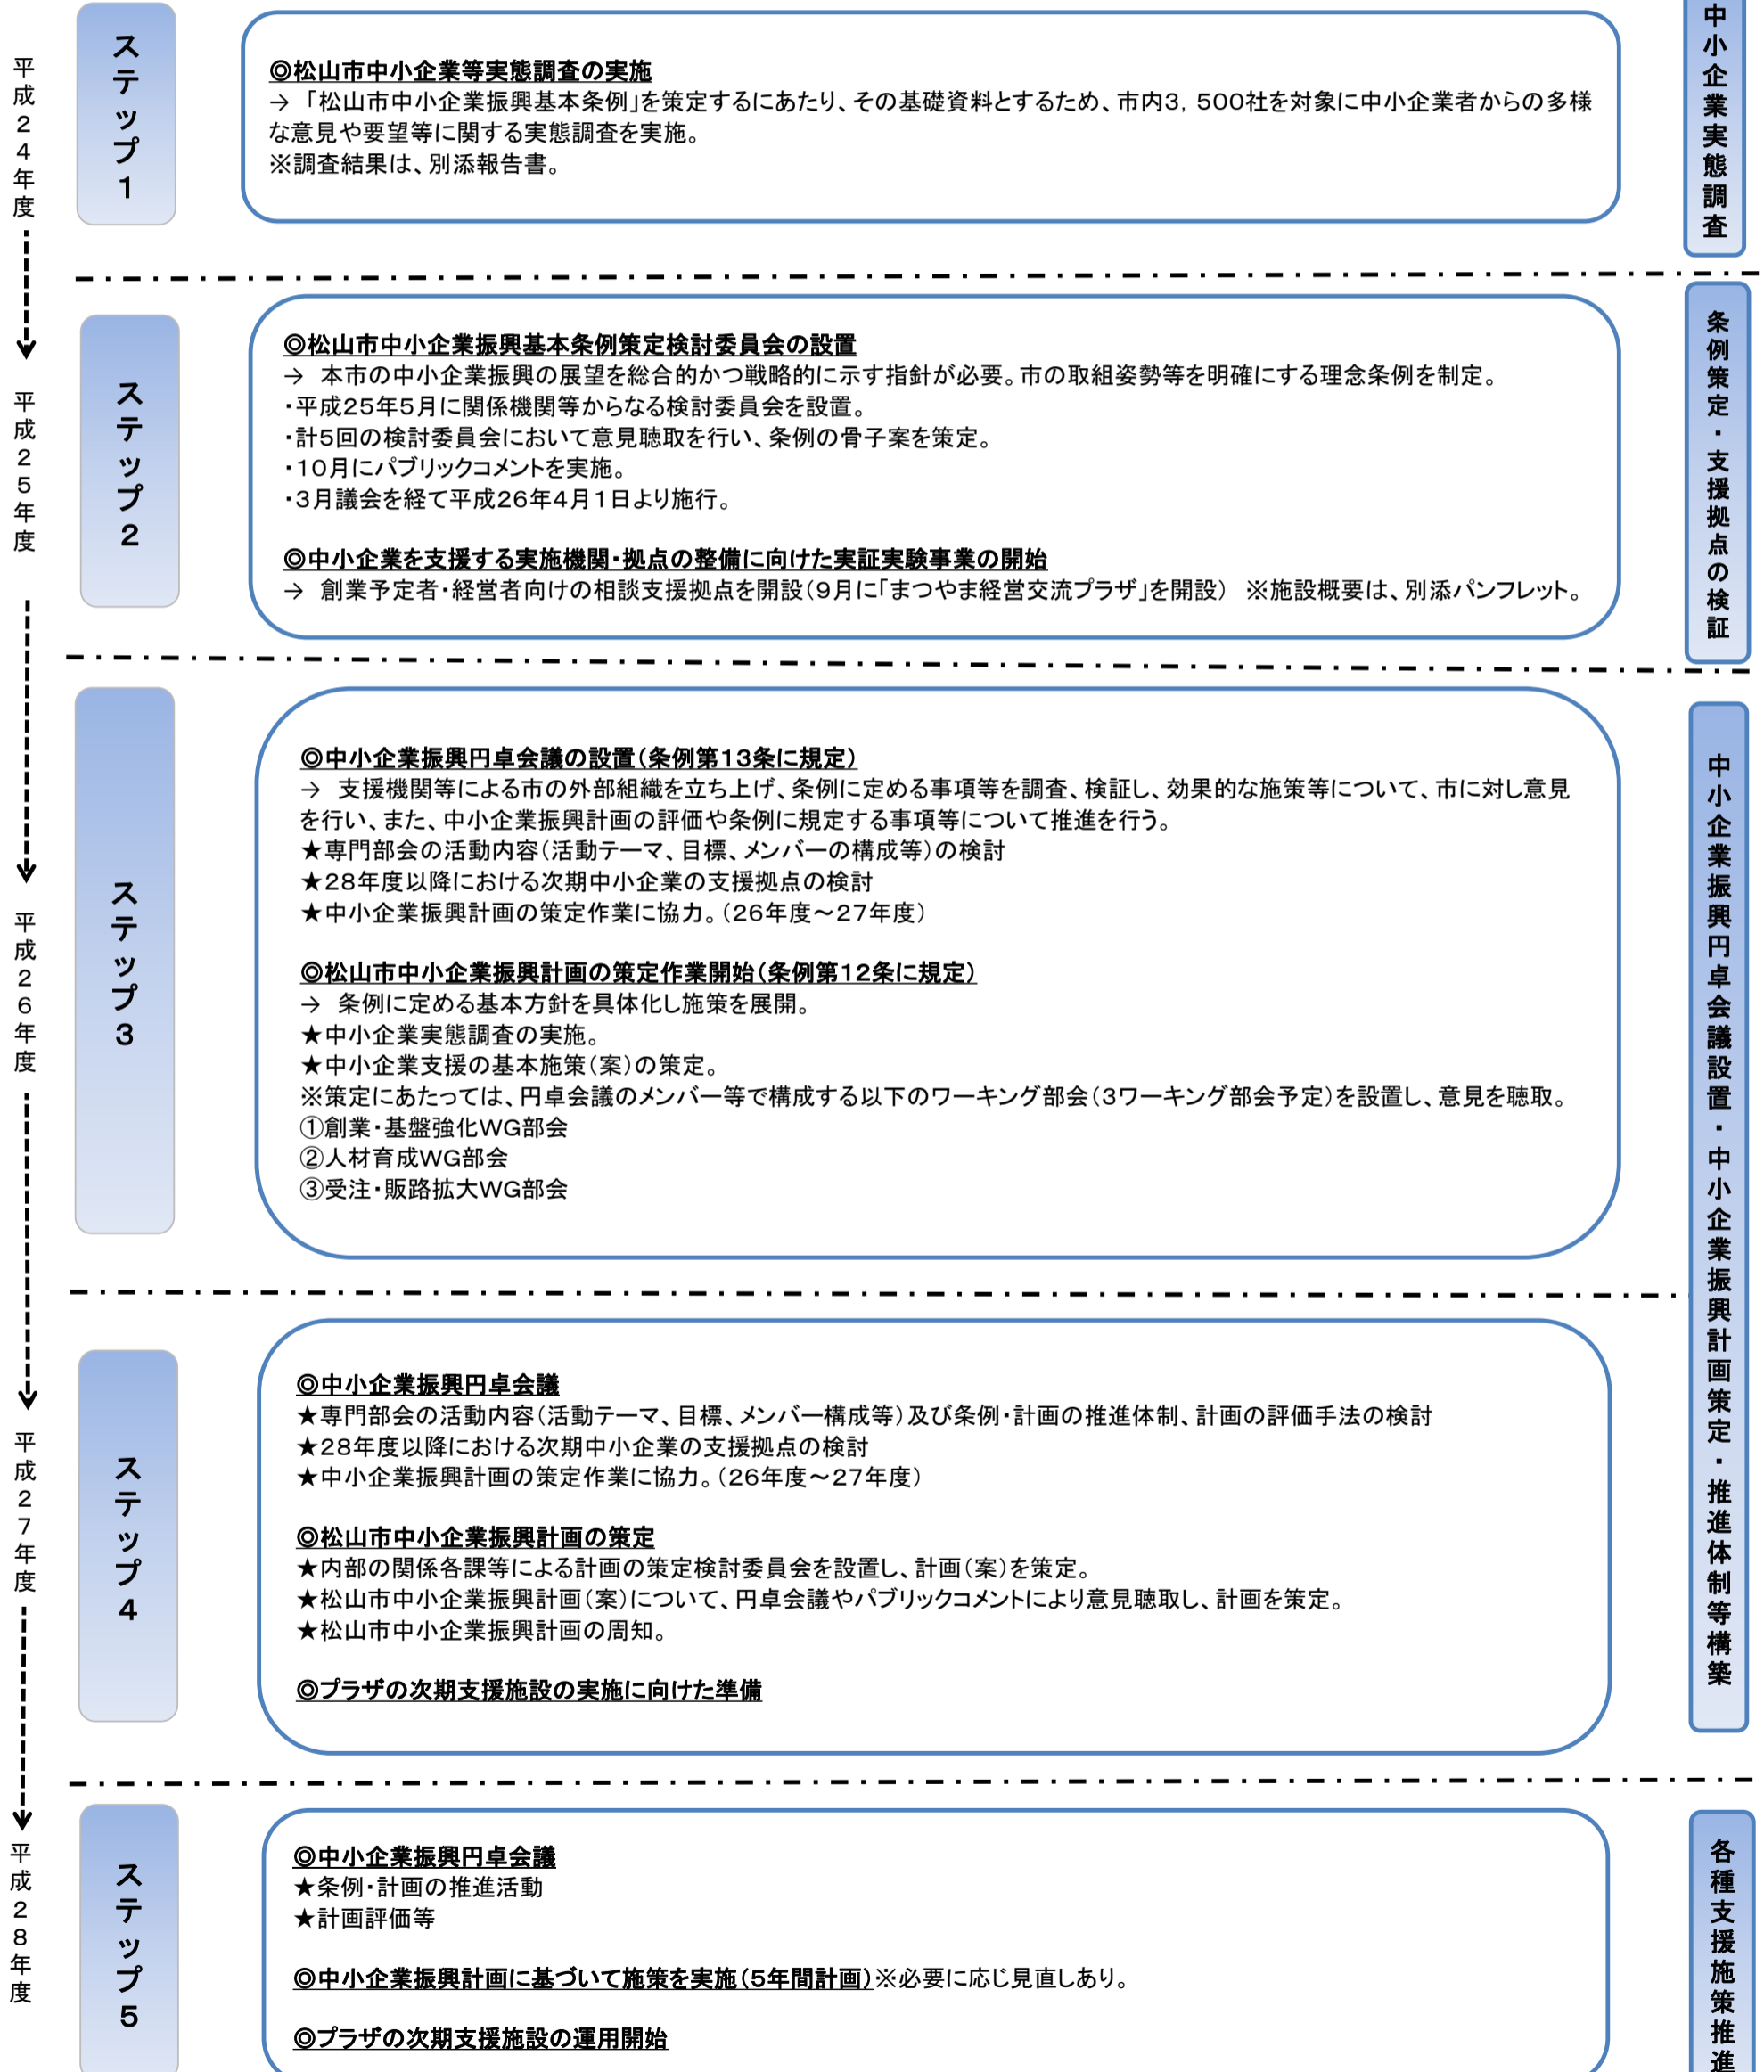 平成24年度
ステップ1
◎松山市中小企業等実態調査の実施
→ 「松山市中小企業振興基本条例」を策定するにあたり、その基礎資料とするため、市内3，500社を対象に中小企業者からの多様
な意見や要望等に関する実態調査を実施。
※調査結果は、別添報告書。
中小企業実態調査
平成25年度
ステップ2
◎松山市中小企業振興基本条例策定検討委員会の設置
→ 本市の中小企業振興の展望を総合的かつ戦略的に示す指針が必要。市の取組姿勢等を明確にする理念条例を制定。
・平成25年5月に関係機関等からなる検討委員会を設置。
・計5回の検討委員会において意見聴取を行い、条例の骨子案を策定。
・10月にパブリックコメントを実施。
・3月議会を経て平成26年4月1日より施行。
◎中小企業を支援する実施機関・拠点の整備に向けた実証実験事業の開始
→ 創業予定者・経営者向けの相談支援拠点を開設（9月に「まつやま経営交流プラザ」を開設） ※施設概要は、別添パンフレット。
条例策定・支援拠点の検証
平成26年度
ステップ3
◎中小企業振興円卓会議の設置（条例第13条に規定）
→ 支援機関等による市の外部組織を立ち上げ、条例に定める事項等を調査、検証し、効果的な施策等について、市に対し意見
を行い、また、中小企業振興計画の評価や条例に規定する事項等について推進を行う。
★専門部会の活動内容（活動テーマ、目標、メンバーの構成等）の検討
★28年度以降における次期中小企業の支援拠点の検討
★中小企業振興計画の策定作業に協力。（26年度～27年度）
◎松山市中小企業振興計画の策定作業開始（条例第12条に規定）
→ 条例に定める基本方針を具体化し施策を展開。
★中小企業実態調査の実施。
★中小企業支援の基本施策（案）の策定。
※策定にあたっては、円卓会議のメンバー等で構成する以下のワーキング部会（3ワーキング部会予定）を設置し、意見を聴取。
①創業・基盤強化WG部会
②人材育成WG部会
③受注・販路拡大WG部会
中小企業振興円卓会議設置・中小企業振興計画策定・推進体制等構築
平成27年度
ステップ4
◎中小企業振興円卓会議
★専門部会の活動内容（活動テーマ、目標、メンバー構成等）及び条例・計画の推進体制、計画の評価手法の検討
★28年度以降における次期中小企業の支援拠点の検討
★中小企業振興計画の策定作業に協力。（26年度～27年度）
◎松山市中小企業振興計画の策定
★内部の関係各課等による計画の策定検討委員会を設置し、計画（案）を策定。
★松山市中小企業振興計画（案）について、円卓会議やパブリックコメントにより意見聴取し、計画を策定。
★松山市中小企業振興計画の周知。
◎プラザの次期支援施設の実施に向けた準備
平成28年度
ステップ5
◎中小企業振興円卓会議
★条例・計画の推進活動
★計画評価等
◎中小企業振興計画に基づいて施策を実施（5年間計画）※必要に応じ見直しあり。
◎プラザの次期支援施設の運用開始
各種支援施策推進